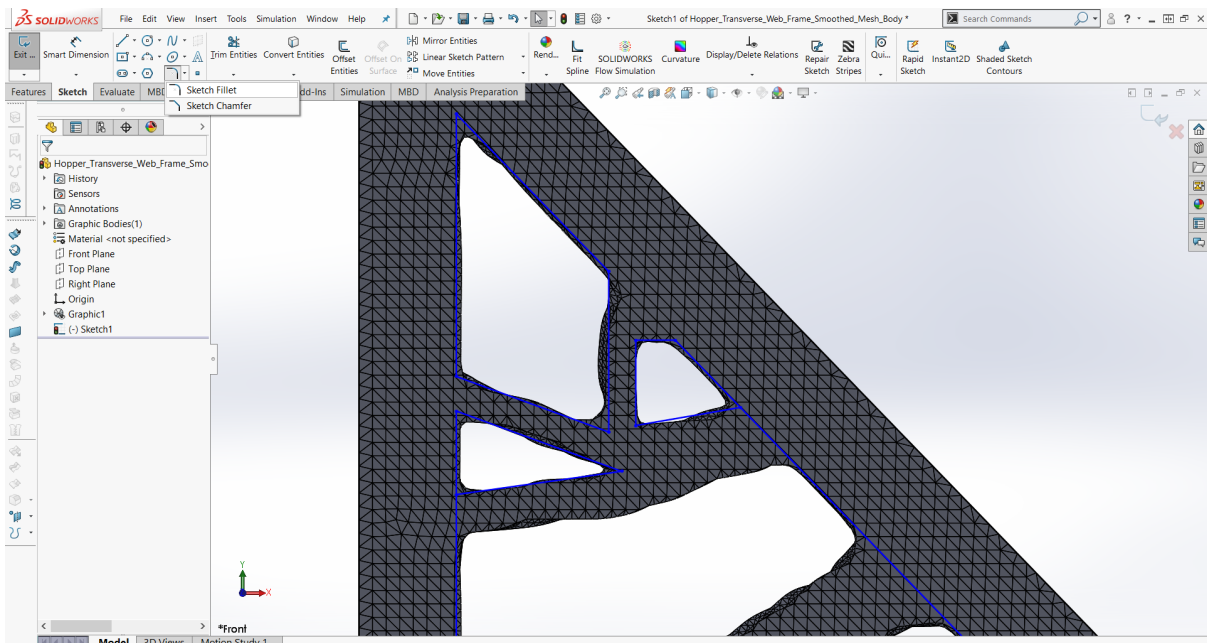 SOLIDWORKS File Edit View Insert Tools Simulation Window Help Sketch1 of Hopper_Transverse_Web_Frame_Smoothed_Mesh_Body * Search Commands
Exit ... Smart Dimension Trim Entities Convert Entities Offset Entities Offset On Surface Mirror Entities Linear Sketch Pattern Move Entities Rend... Fit Spline SOLIDWORKS Flow Simulation Curvature Display/Delete Relations Repair Sketch Zebra Stripes Qui... Rapid Sketch Instant2D Shaded Sketch Contours
Features Sketch Evaluate MBD dd-Ins Simulation MBD Analysis Preparation
Sketch Fillet
Sketch Chamfer
Hopper_Transverse_Web_Frame_Smo
History
Sensors
Annotations
Graphic Bodies(1)
Material <not specified>
Front Plane
Top Plane
Right Plane
Origin
Graphic1
(-) Sketch1
Y
X
*Front
Model 3D Views Motion Study 1